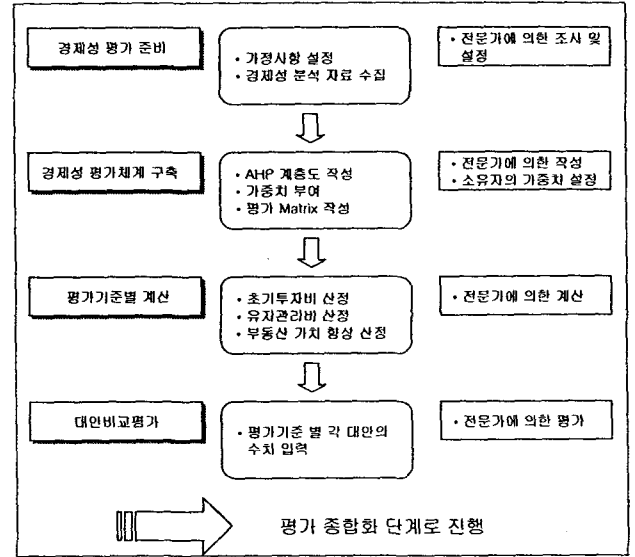 경제성 평가 준비
• 가정사항 설정
• 경제성 분석 자료 수집
• 전문가에 의한 조사 및
설정
경제성 평가체계 구축
• AHP 계층도 작성
• 가중치 부여
• 평가 Matrix 작성
• 전문가에 의한 작성
• 소유자의 가중치 설정
평가기준별 계산
• 초기투자비 산정
• 유지관리비 산정
• 부동산 가치 향상 산정
• 전문가에 의한 계산
대안비교평가
• 평가기준 별 각 대안의
수치 입력
• 전문가에 의한 평가
평가 종합화 단계로 진행